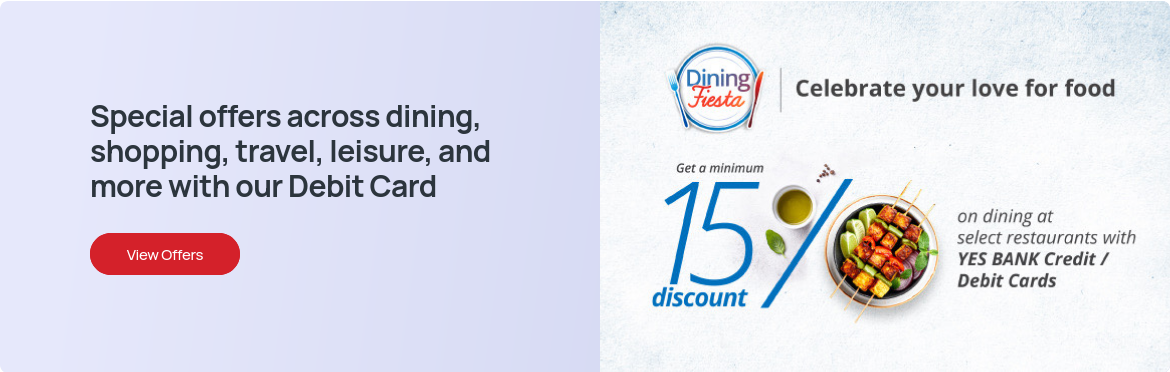 Special offers across dining,
shopping, travel, leisure, and
more with our Debit Card
View Offers
Dining
Fiesta
Celebrate your love for food
Get a minimum
15%
discount
on dining at
select restaurants with
YES BANK Credit /
Debit Cards